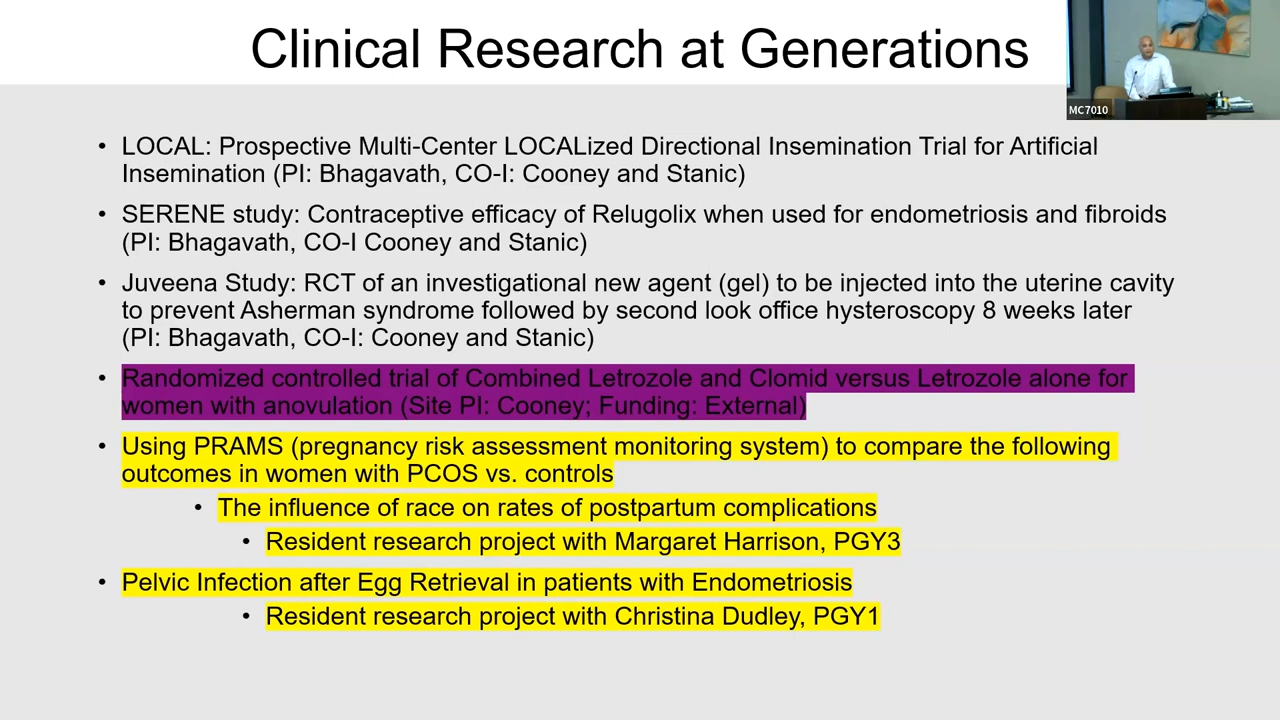 Clinical Research at Generations
MC7010
• LOCAL: Prospective Multi-Center LOCALized Directional Insemination Trial for Artificial
Insemination (PI: Bhagavath, CO-I: Cooney and Stanic)
• SERENE study: Contraceptive efficacy of Relugolix when used for endometriosis and fibroids
(PI: Bhagavath, CO-I Cooney and Stanic)
• Juveena Study: RCT of an investigational new agent (gel) to be injected into the uterine cavity
to prevent Asherman syndrome followed by second look office hysteroscopy 8 weeks later
(PI: Bhagavath, CO-I: Cooney and Stanic)
• Randomized controlled trial of Combined Letrozole and Clomid versus Letrozole alone for
women with anovulation (Site PI: Cooney; Funding: External)
• Using PRAMS (pregnancy risk assessment monitoring system) to compare the following
outcomes in women with PCOS vs. controls
• The influence of race on rates of postpartum complications
• Resident research project with Margaret Harrison, PGY3
• Pelvic Infection after Egg Retrieval in patients with Endometriosis
• Resident research project with Christina Dudley, PGY1